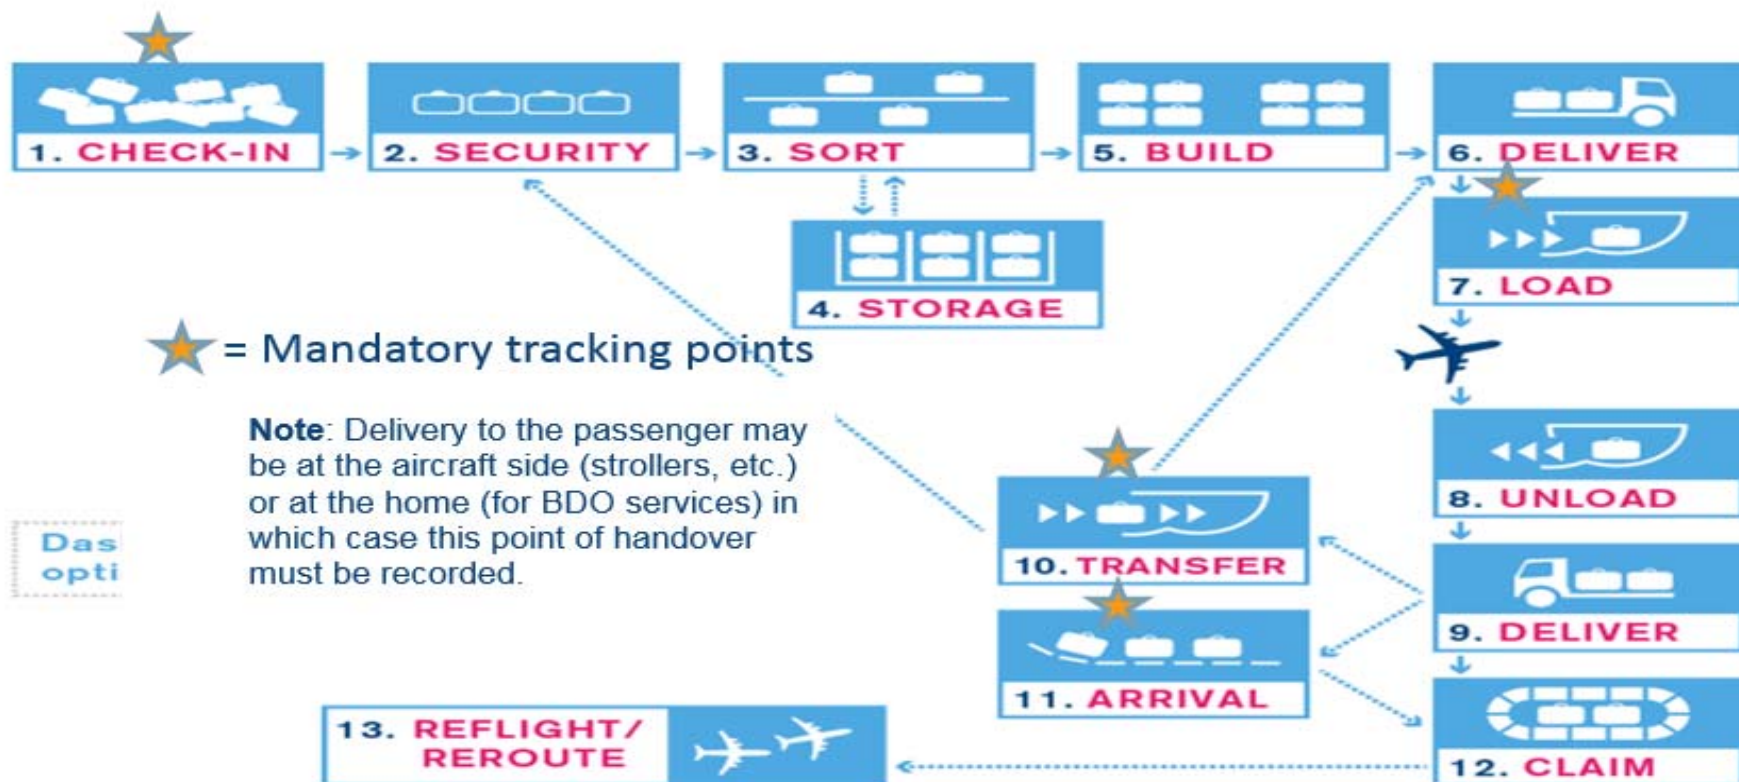 1. CHECK-IN
2. SECURITY
3. SORT
5. BUILD
6. DELIVER
7. LOAD
4. STORAGE
= Mandatory tracking points
Note: Delivery to the passenger may
be at the aircraft side (strollers, etc.)
or at the home (for BDO services) in
which case this point of handover
must be recorded.
Das
opti
8. UNLOAD
10. TRANSFER
9. DELIVER
11. ARRIVAL
13. REFLIGHT/
REROUTE
12. CLAIM